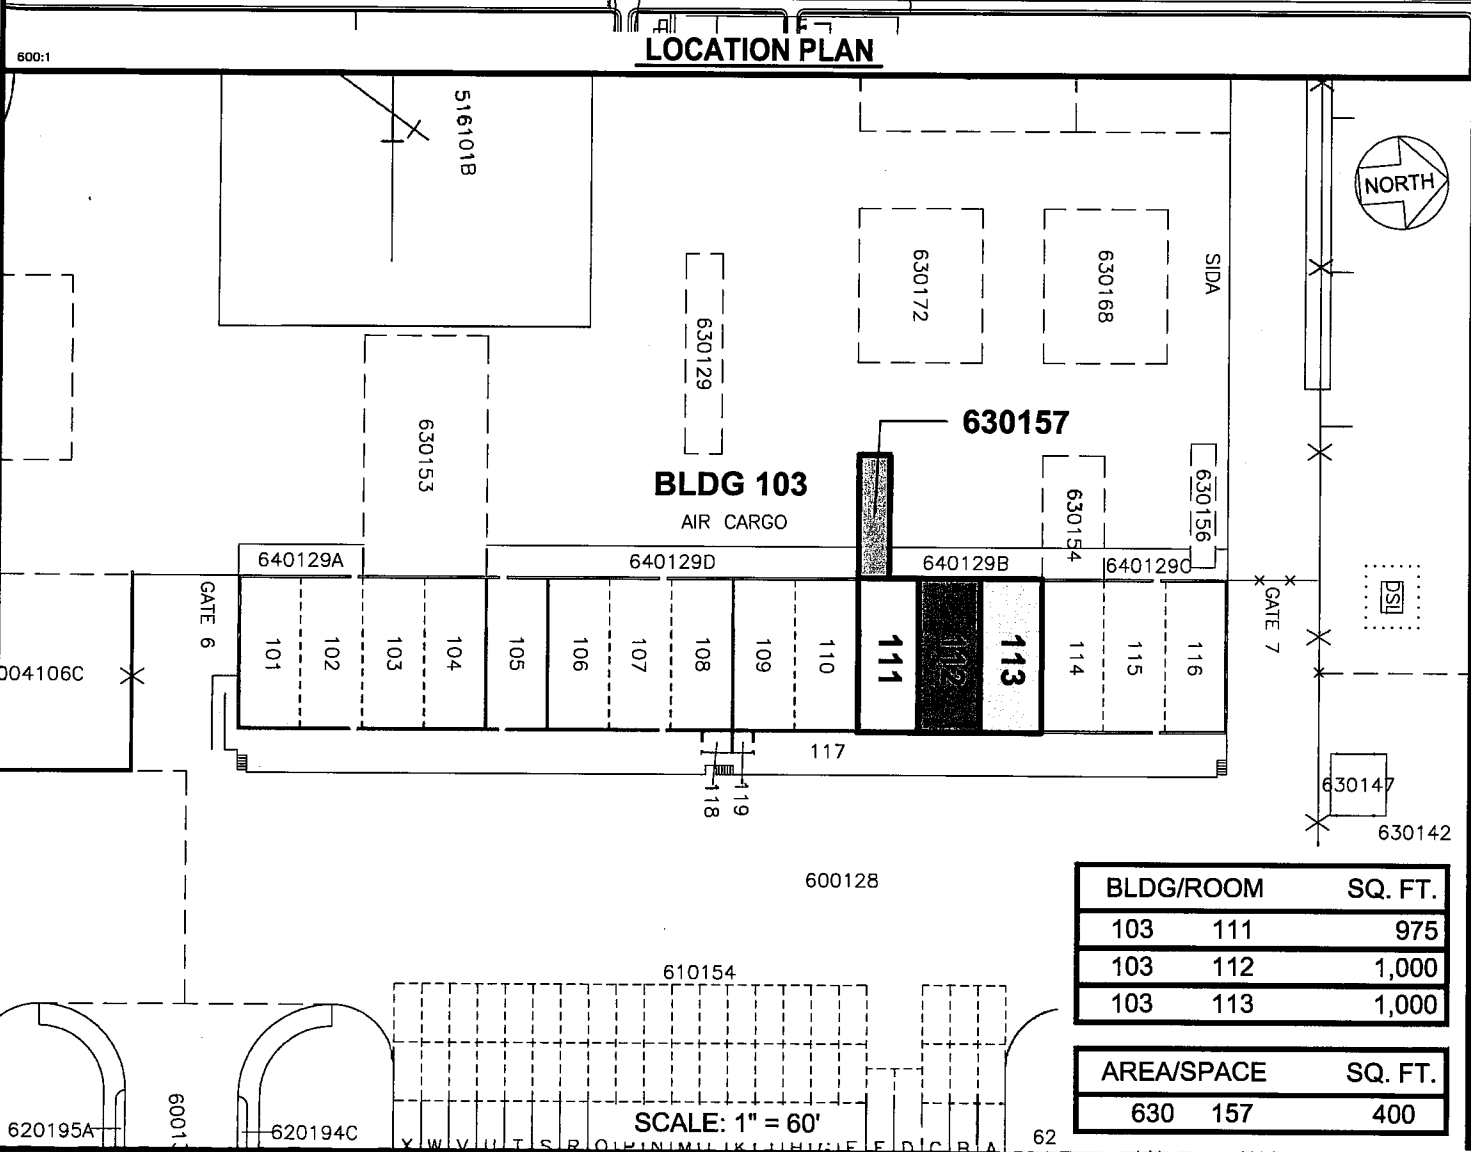 LOCATION PLAN
600:1
516101B
NORTH
SIDA
630172
630168
630129
630153
630157
BLDG 103
AIR CARGO
630154
630156
640129A
640129D
640129B
640129C
GATE 6
GATE 7
DSL
004106C
101
102
103
104
105
106
107
108
109
110
111
112
113
114
115
116
117
118
119
630147
630142
600128
BLDG/ROOM SQ. FT.
103 111 975
103 112 1,000
103 113 1,000
610154
AREA/SPACE SQ. FT.
630 157 400
SCALE: 1" = 60'
620195A
6001
620194C
X W V U T S R
D C B A
62